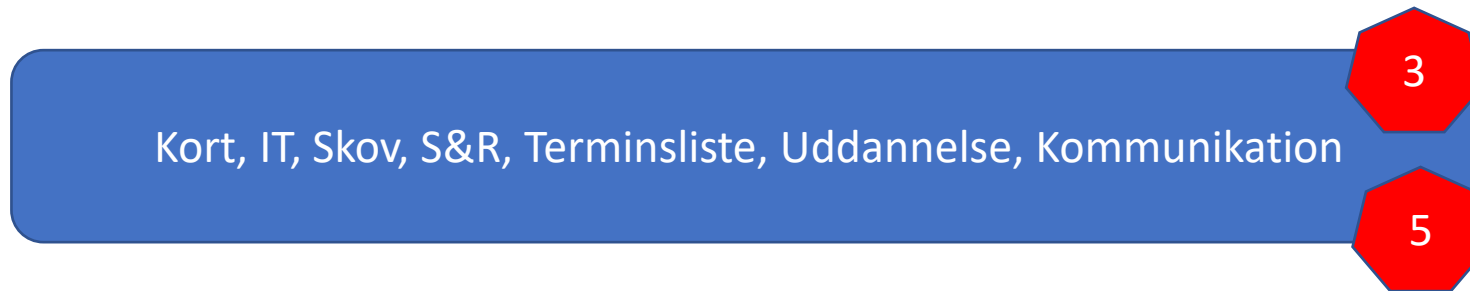 3
Kort, IT, Skov, S&R, Terminsliste, Uddannelse, Kommunikation
5